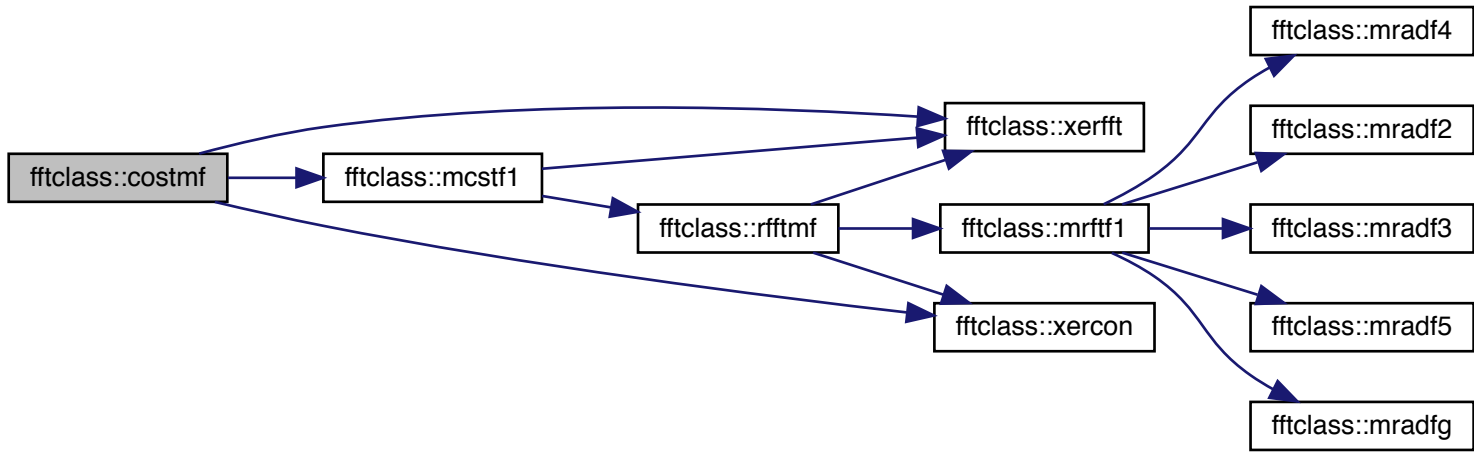 fftclass::costmf
fftclass::mcstf1
fftclass::rfftmf
fftclass::xerfft
fftclass::mrftf1
fftclass::xercon
fftclass::mradf4
fftclass::mradf2
fftclass::mradf3
fftclass::mradf5
fftclass::mradfg